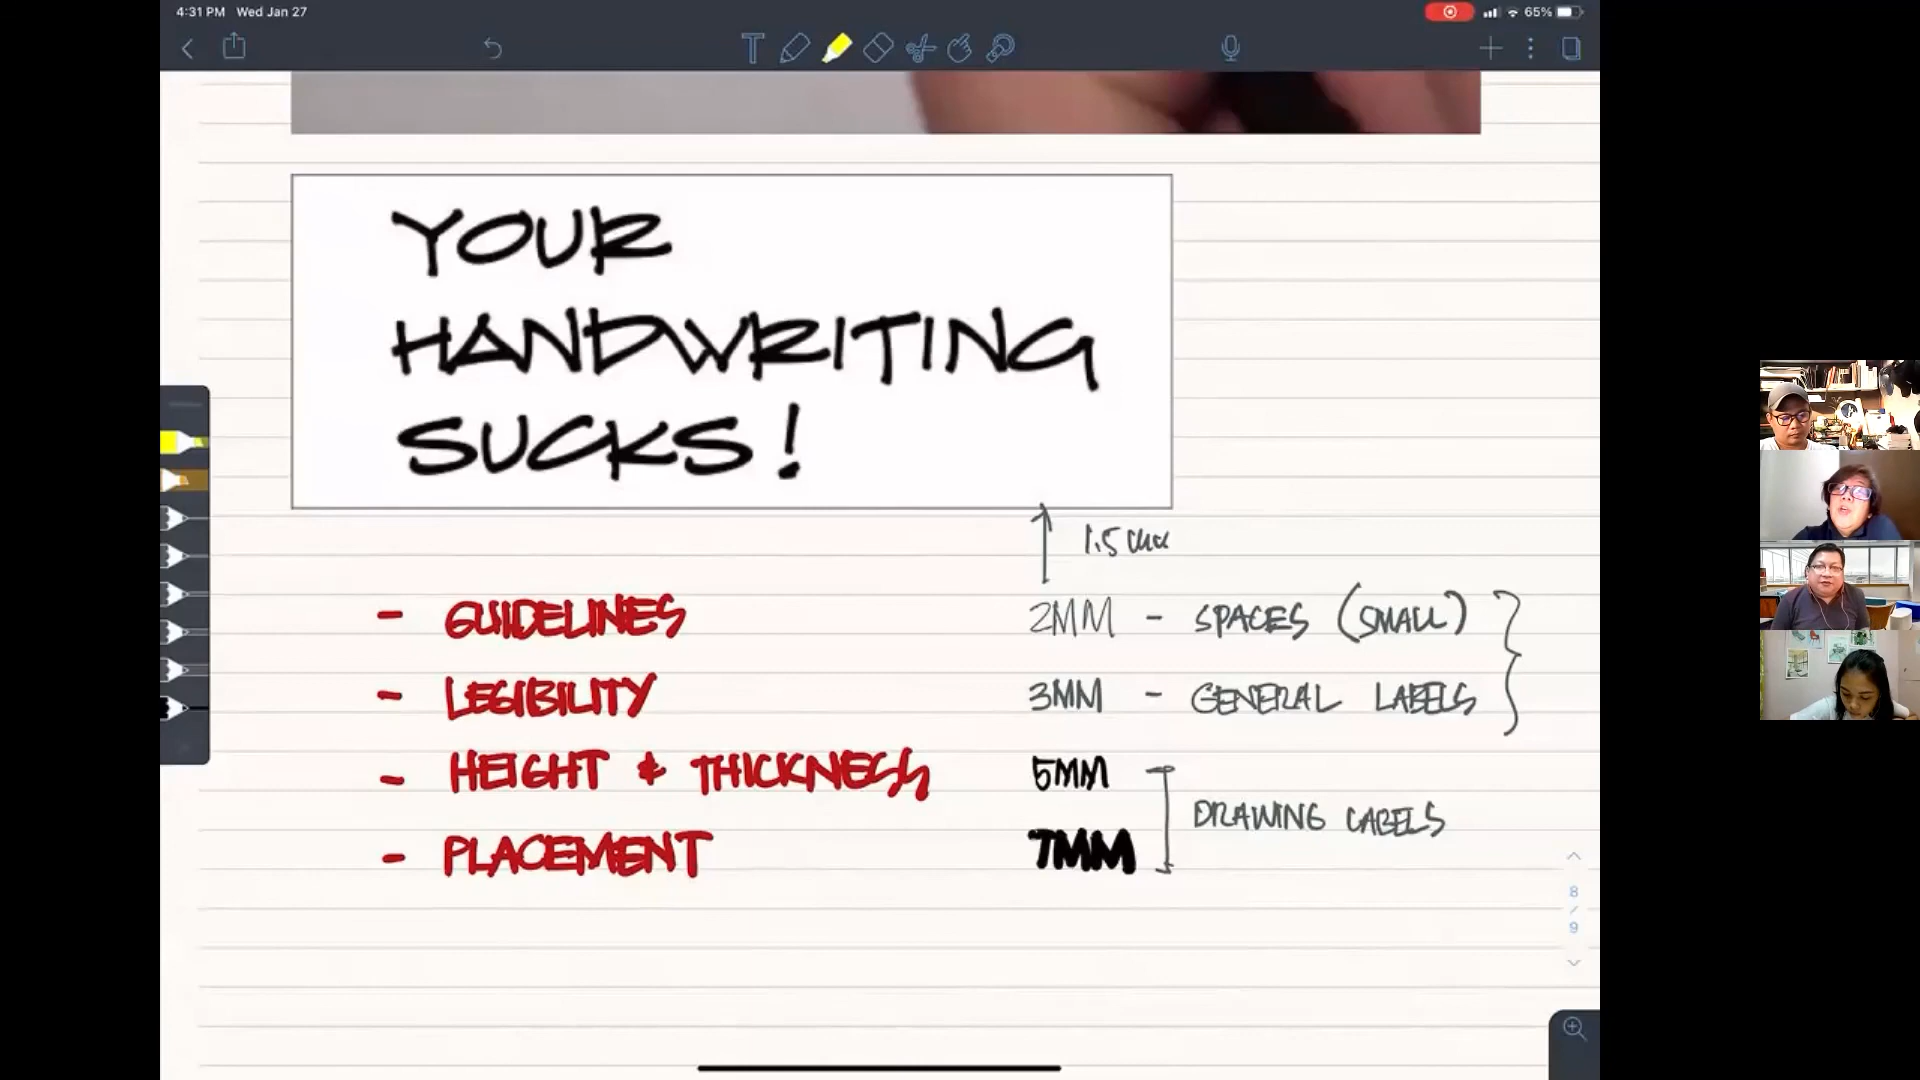 4:31 PM Wed Jan 27
65%
YOUR
HANDWRITING
SUCKS!
1.5
- GUIDELINES
2MM - SPACES (SMALL)
- LEGIBILITY
3MM - GENERAL LABELS
- HEIGHT & THICKNESS
5MM
DRAWING LABELS
- PLACEMENT
7MM
8
/
9